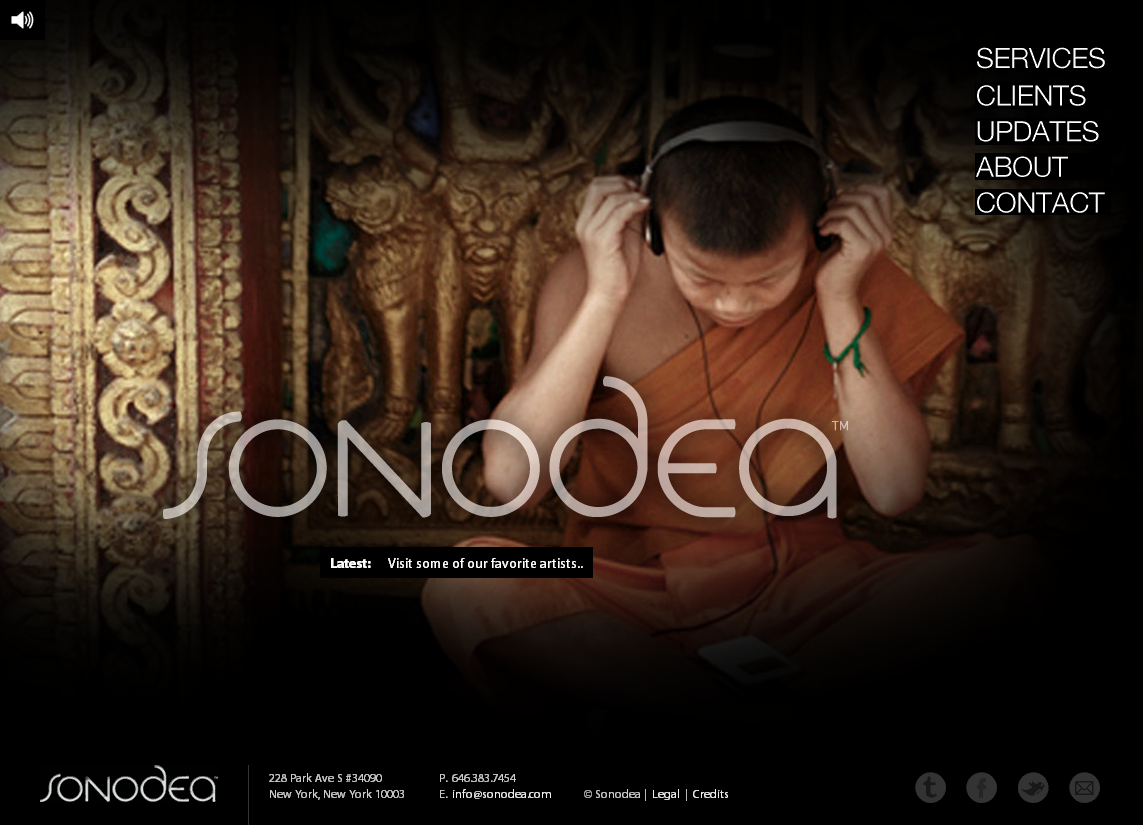 SERVICES
CLIENTS
UPDATES
ABOUT
CONTACT
SONODEA™
Latest: Visit some of our favorite artists..
SONODEA™
228 Park Ave S #34090
New York, New York 10003
P. 646.383.7454
E. info@sonodea.com
© Sonodea | Legal | Credits